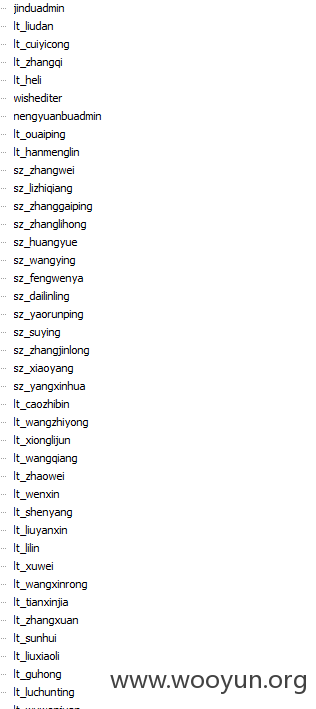 jinduadmin
lt_liudan
lt_cuiyicong
lt_zhangqi
lt_heli
wishediter
nengyuanbuadmin
lt_ouaiping
lt_hanmenglin
sz_zhangwei
sz_lizhiqiang
sz_zhanggaiping
sz_zhanglihong
sz_huangyue
sz_wangying
sz_fengwenya
sz_dailinling
sz_yaorunping
sz_suying
sz_zhangjinlong
sz_xiaoyang
sz_yangxinhua
lt_caozhibin
lt_wangzhiyong
lt_xionglijun
lt_wangqiang
lt_zhaowei
lt_wenxin
lt_shenyang
lt_liuyanxin
lt_lilin
lt_xuwei
lt_wangxinrong
lt_tianxinjia
lt_zhangxuan
lt_sunhui
lt_liuxiaoli
lt_guhong
lt_luchunting
www.wooyun.org